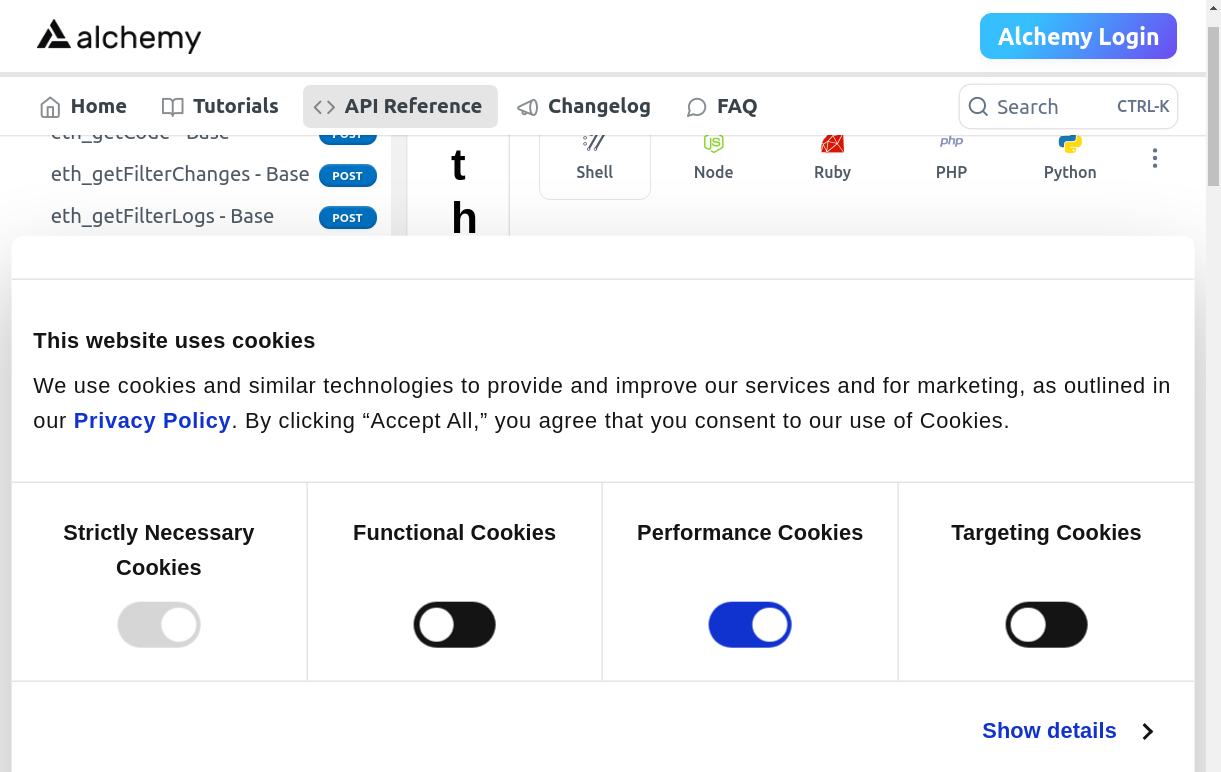 alchemy
Alchemy Login
Home
Tutorials
API Reference
Changelog
FAQ
Search
CTRL-K
eth_getCode - Base
POST
eth_getFilterChanges - Base
POST
eth_getFilterLogs - Base
POST
t
h
Shell
Node
Ruby
php
PHP
Python
This website uses cookies
We use cookies and similar technologies to provide and improve our services and for marketing, as outlined in
our Privacy Policy. By clicking “Accept All,” you agree that you consent to our use of Cookies.
Strictly Necessary
Cookies
Functional Cookies
Performance Cookies
Targeting Cookies
Show details